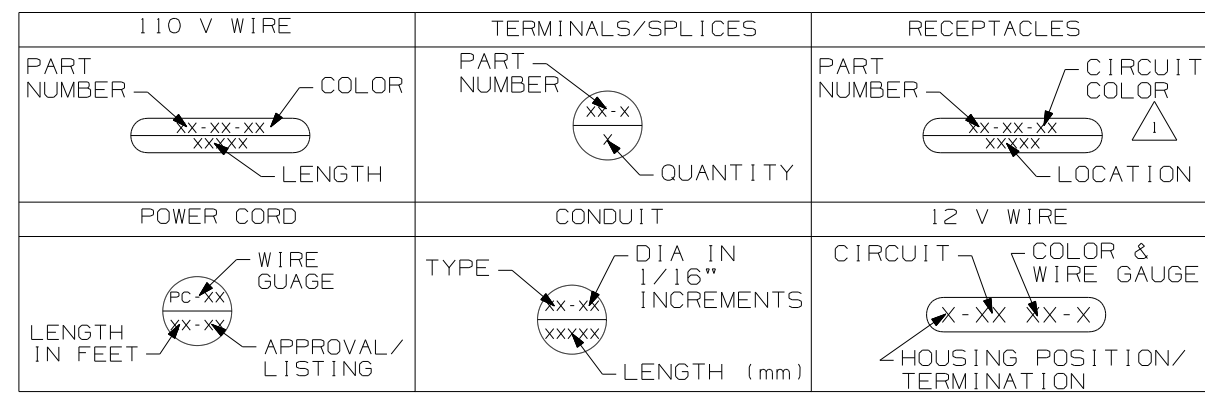 110 V WIRE
PART
NUMBER
COLOR
XX-XX-XX
XXXXX
LENGTH
TERMINALS/SPLICES
PART
NUMBER
XX-X
X
QUANTITY
RECEPTACLES
PART
NUMBER
CIRCUIT
COLOR
1
XX-XX-XX
XXXXX
LOCATION
POWER CORD
WIRE
GUAGE
PC-XX
XX-XX
LENGTH
IN FEET
APPROVAL/
LISTING
CONDUIT
TYPE
DIA IN
1/16"
INCREMENTS
XX-XX
XXXXX
LENGTH (mm)
12 V WIRE
CIRCUIT
COLOR &
WIRE GAUGE
X-XX XX-X
HOUSING POSITION/
TERMINATION